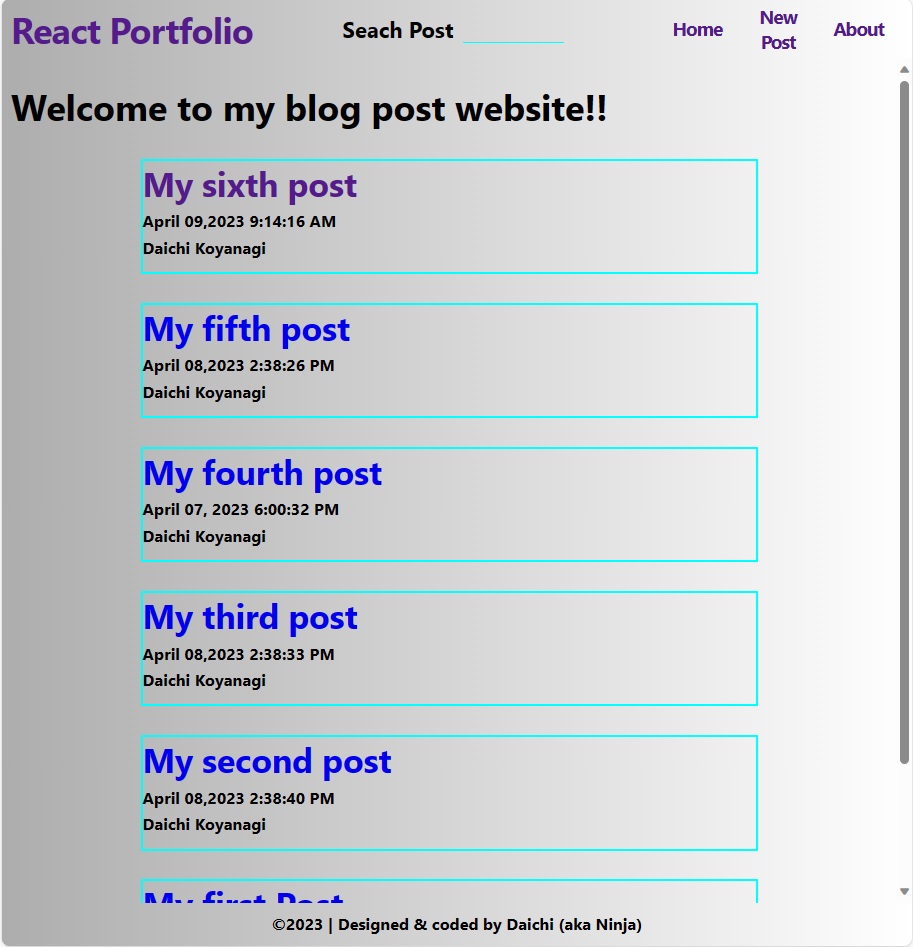 React Portfolio
Seach Post
Home
New
Post
About
Welcome to my blog post website!!
My sixth post
April 09,2023 9:14:16 AM
Daichi Koyanagi
My fifth post
April 08,2023 2:38:26 PM
Daichi Koyanagi
My fourth post
April 07, 2023 6:00:32 PM
Daichi Koyanagi
My third post
April 08,2023 2:38:33 PM
Daichi Koyanagi
My second post
April 08,2023 2:38:40 PM
Daichi Koyanagi
My first Post
©2023 | Designed & coded by Daichi (aka Ninja)